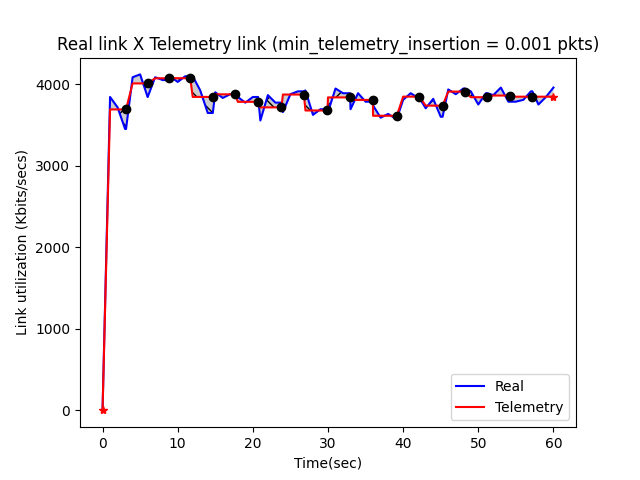 Real link X Telemetry link (min_telemetry_insertion = 0.001 pkts)
Link utilization (Kbits/secs)
4000
3000
2000
1000
0
0 10 20 30 40 50 60
Time(sec)
Real
Telemetry